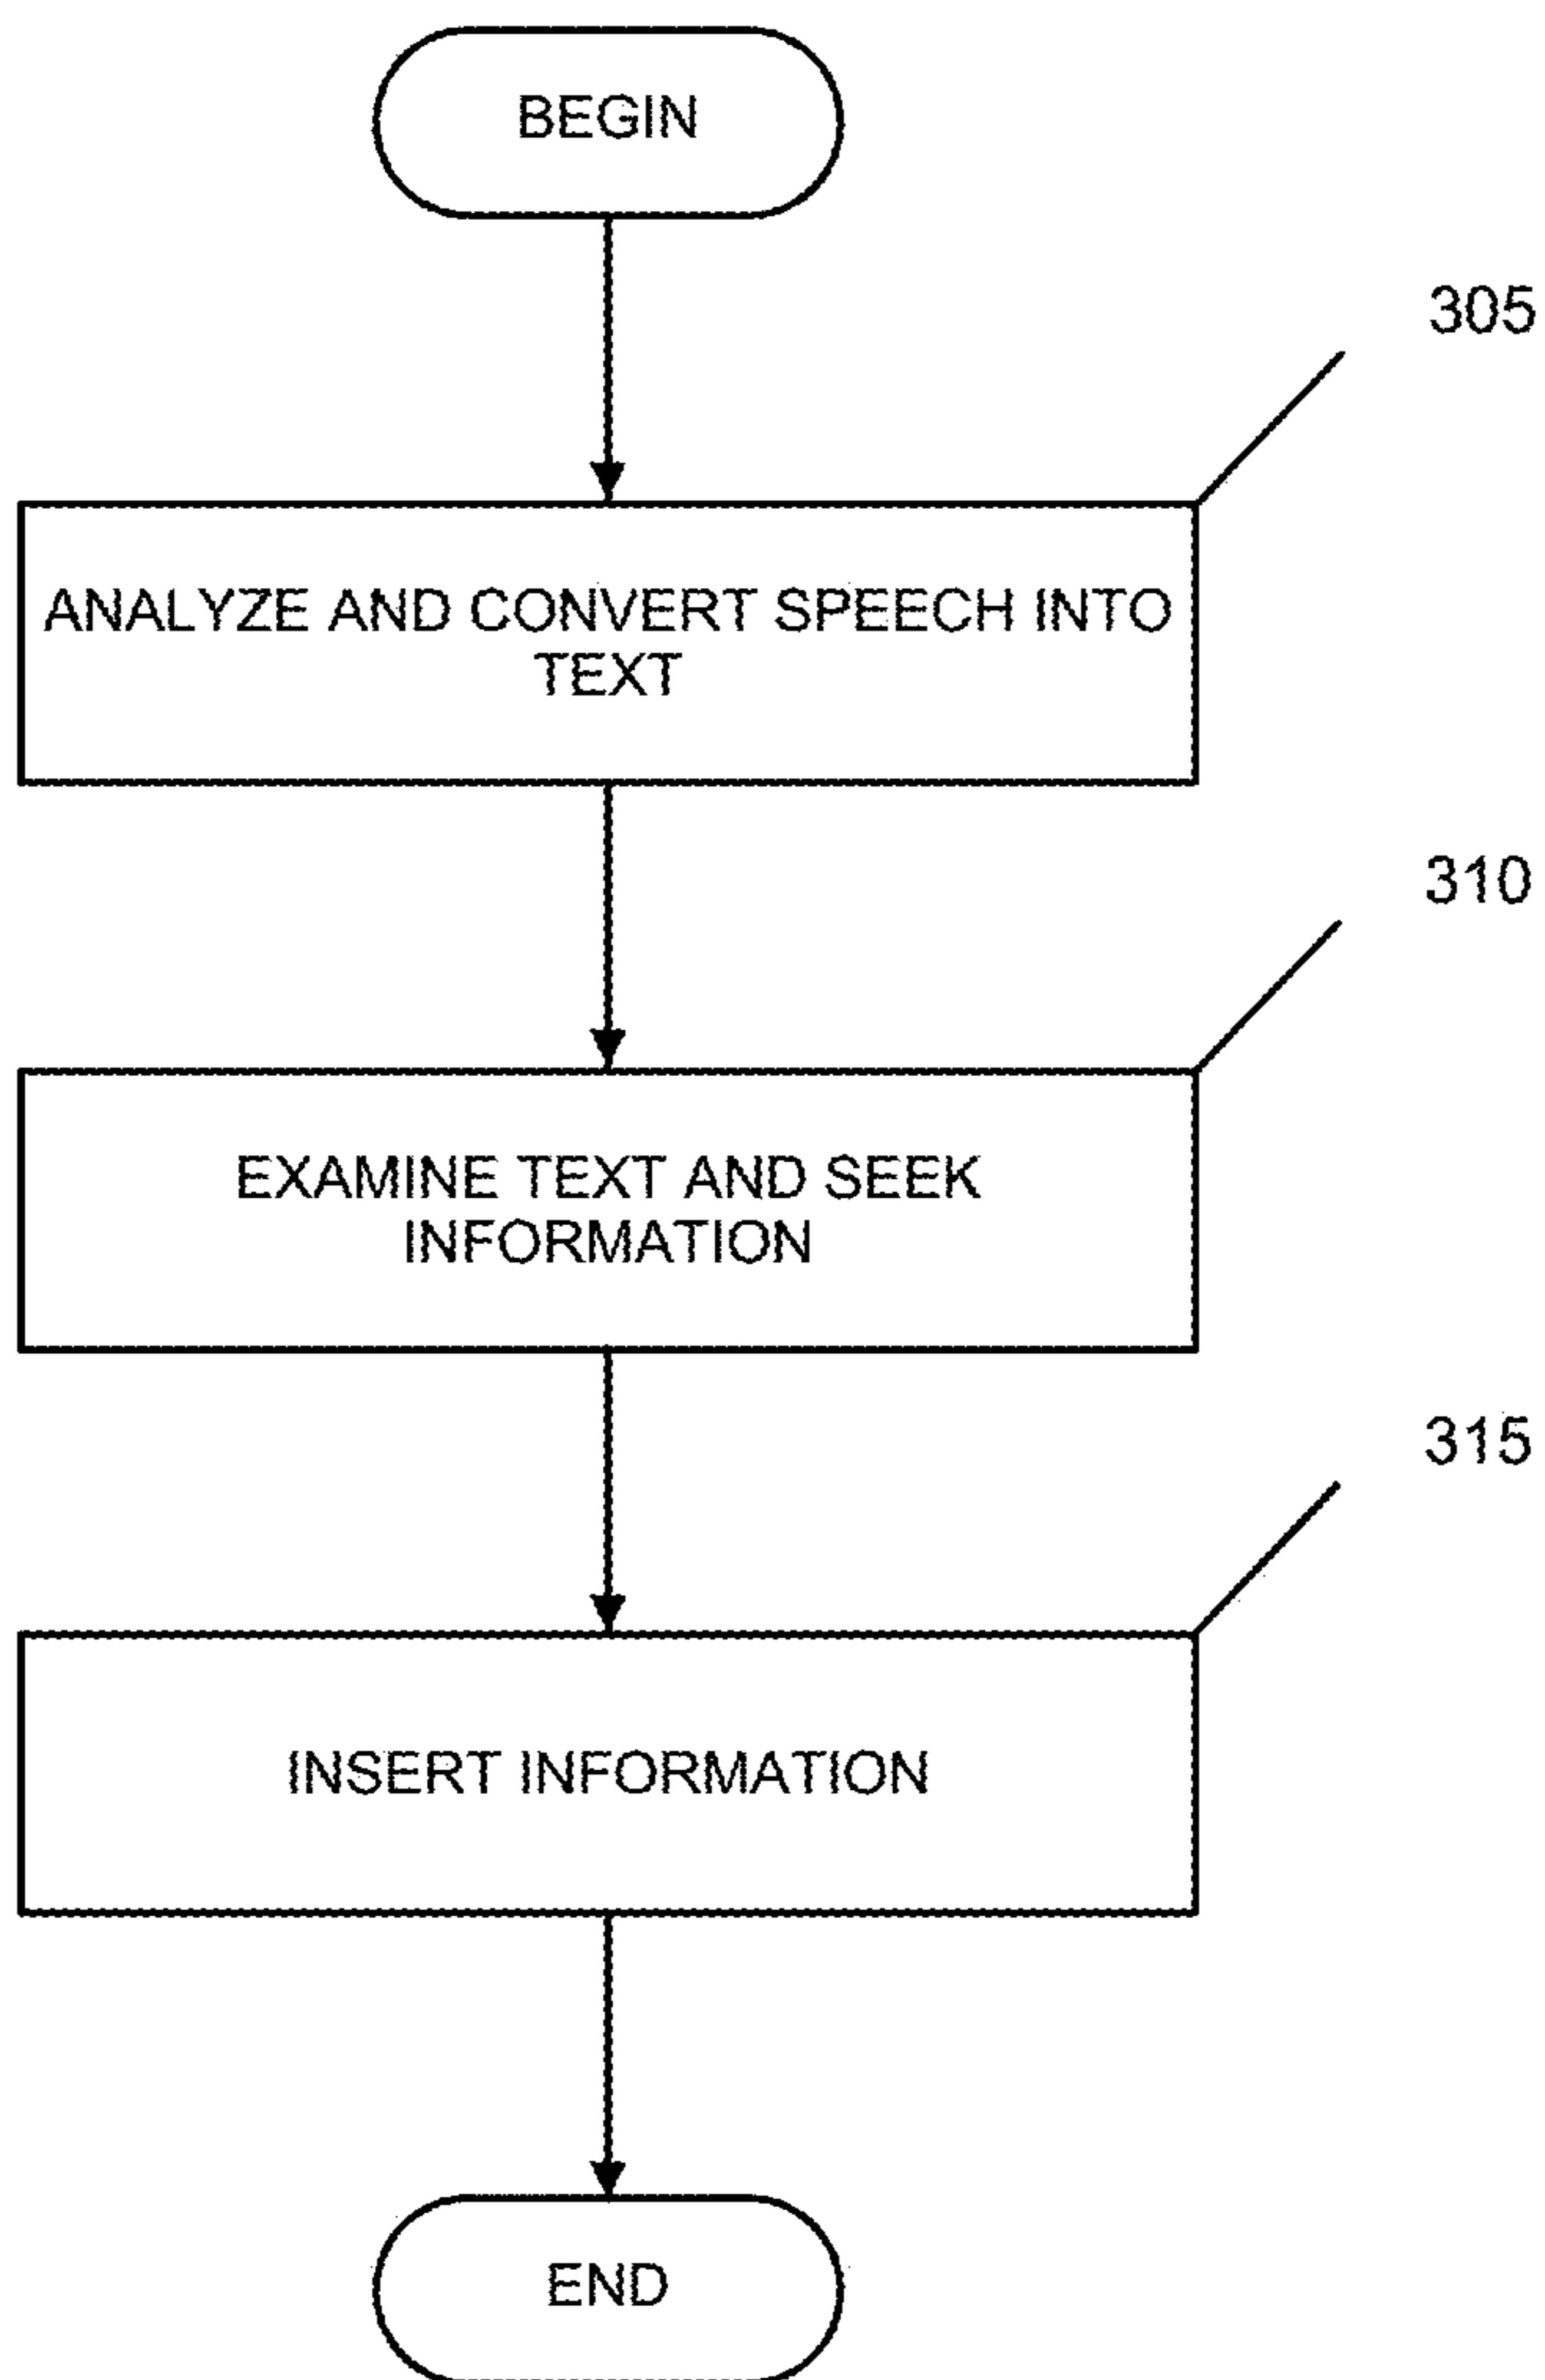 BEGIN
305
ANALYZE AND CONVERT SPEECH INTO
TEXT
310
EXAMINE TEXT AND SEEK
INFORMATION
315
INSERT INFORMATION
END